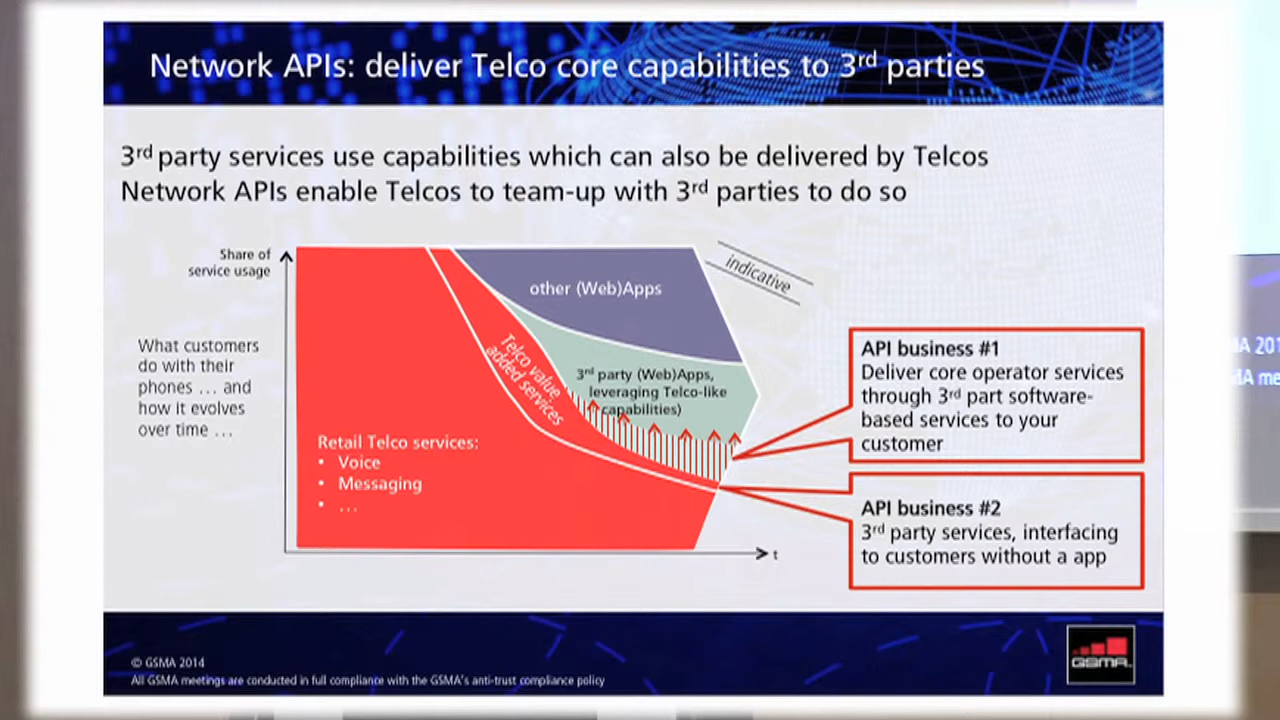 Network APIs: deliver Telco core capabilities to 3rd parties
3rd party services use capabilities which can also be delivered by Telcos
Network APIs enable Telcos to team-up with 3rd parties to do so
Share of
service usage
What customers
do with their
phones ... and
how it evolves
over time ...
other (Web)Apps
indicative
Telco value
added services
3rd party (Web)Apps,
leveraging Telco-like
capabilities)
Retail Telco services:
• Voice
• Messaging
• ...
t
API business #1
Deliver core operator services
through 3rd part software-
based services to your
customer
API business #2
3rd party services, interfacing
to customers without a app
© GSMA 2014
All GSMA meetings are conducted in full compliance with the GSMA's anti-trust compliance policy
GSMA